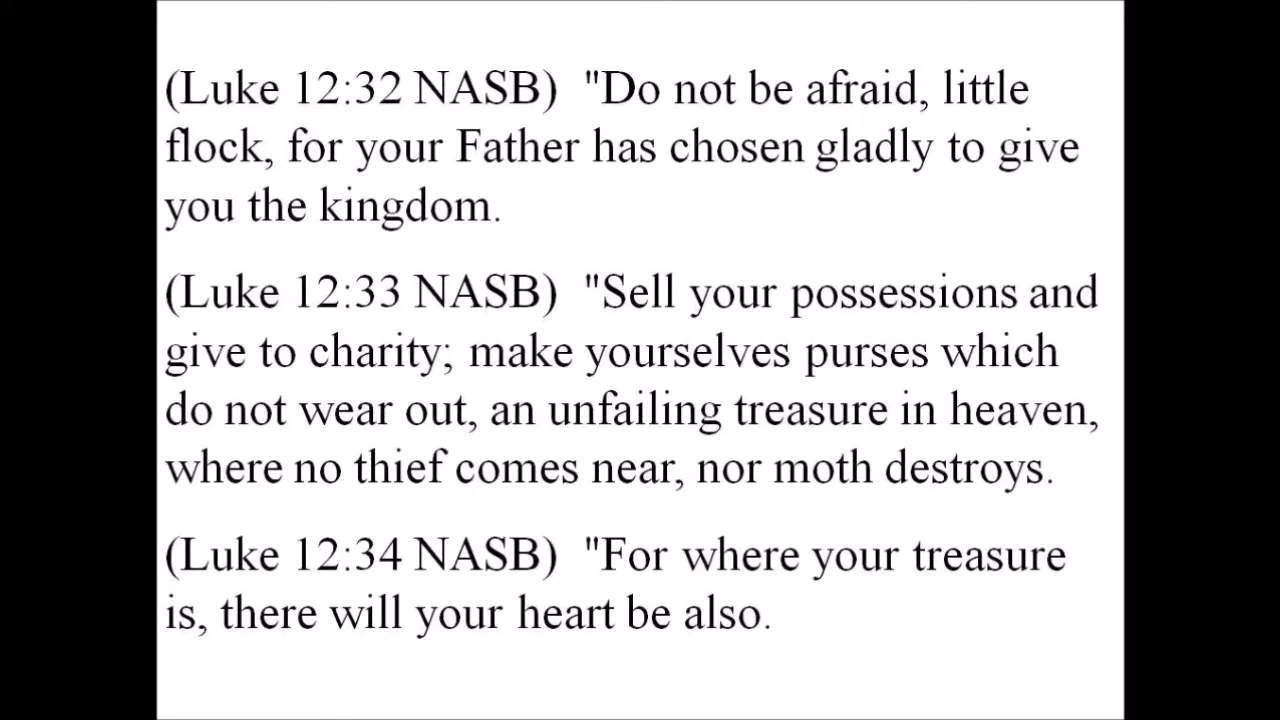 (Luke 12:32 NASB)  "Do not be afraid, little
flock, for your Father has chosen gladly to give
you the kingdom.
(Luke 12:33 NASB)  "Sell your possessions and
give to charity; make yourselves purses which
do not wear out, an unfailing treasure in heaven,
where no thief comes near, nor moth destroys.
(Luke 12:34 NASB)  "For where your treasure
is, there will your heart be also.